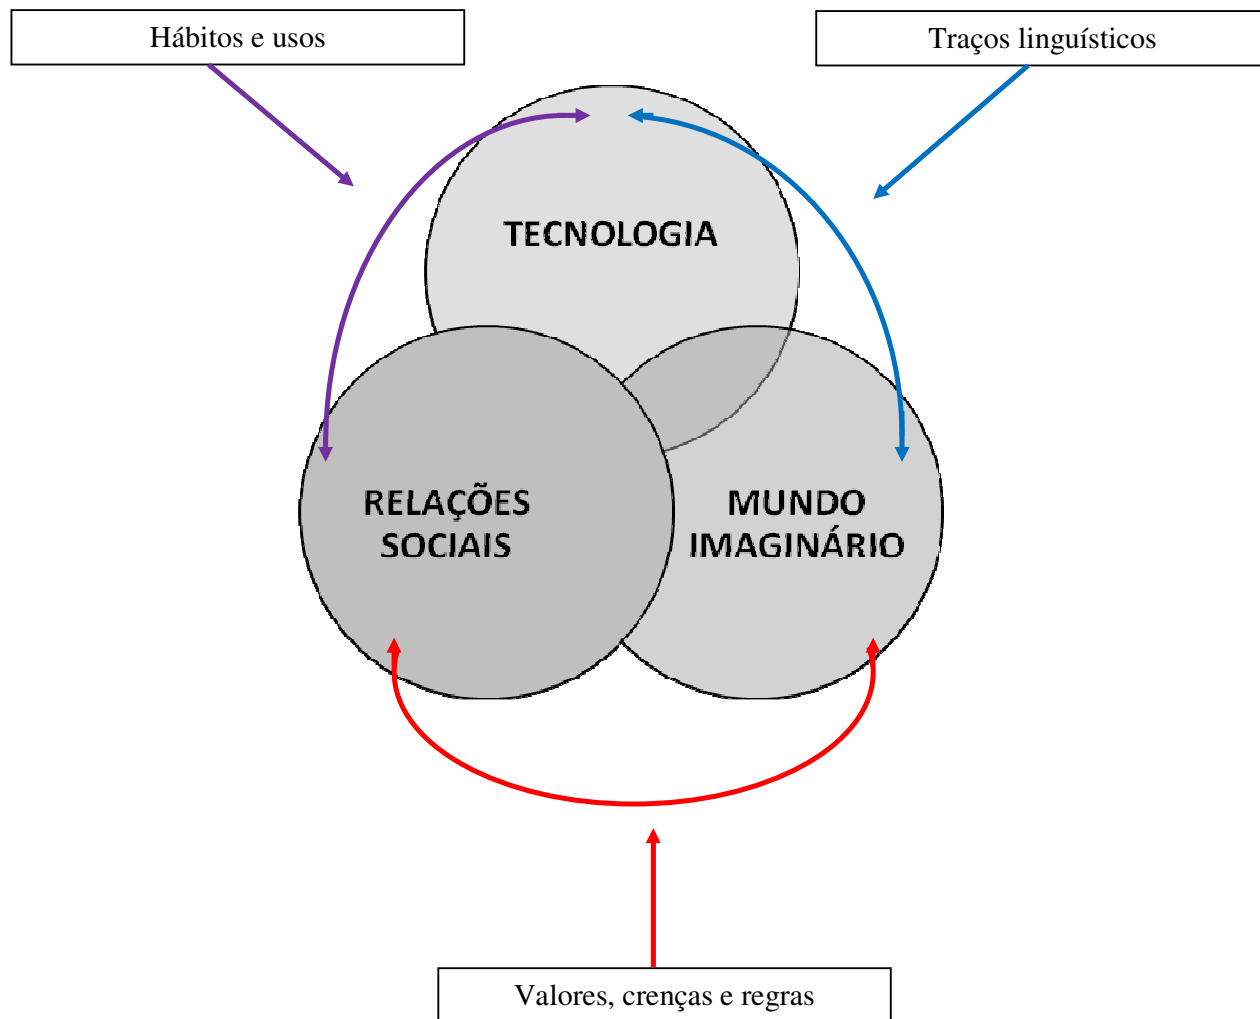 Hábitos e usos
Traços linguísticos
TECNOLOGIA
RELAÇÕES
SOCIAIS
MUNDO
IMAGINÁRIO
Valores, crenças e regras